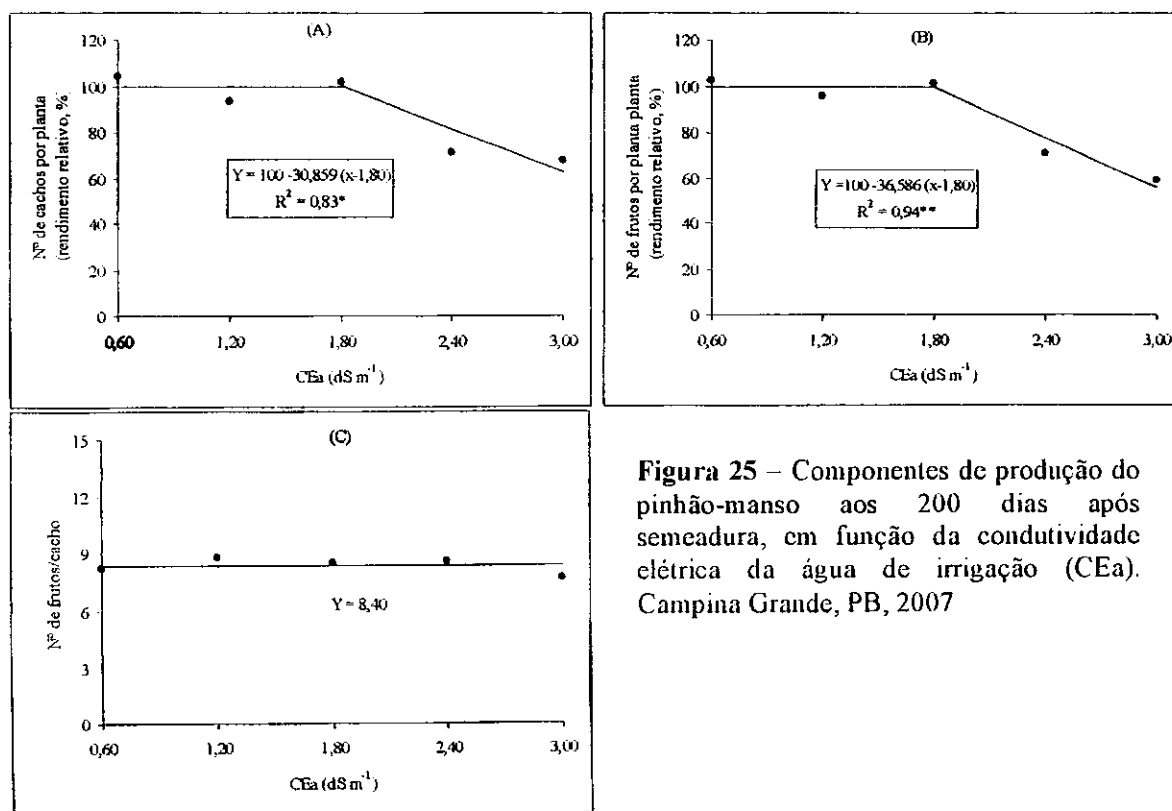 (A)
Nº de cachos por planta
(rendimento relativo, %)
120
100
80
60
40
20
0
Y = 100 -30,859 (x-1,80)
R² = 0,83*
0,60
1,20
1,80
2,40
3,00
CEa (dS m⁻¹)
(B)
Nº de frutos por planta planta
(rendimento relativo, %)
120
100
80
60
40
20
0
Y =100 -36,586 (x-1,80)
R² = 0,94**
0,60
1,20
1,80
2,40
3,00
CEa (dS m⁻¹)
(C)
Nº de frutos/cacho
15
12
9
6
3
0
Y = 8,40
0,60
1,20
1,80
2,40
3,00
CEa (dS m⁻¹)
Figura 25 – Componentes de produção do
pinhão-manso aos 200 dias após
semeadura, em função da condutividade
elétrica da água de irrigação (CEa).
Campina Grande, PB, 2007